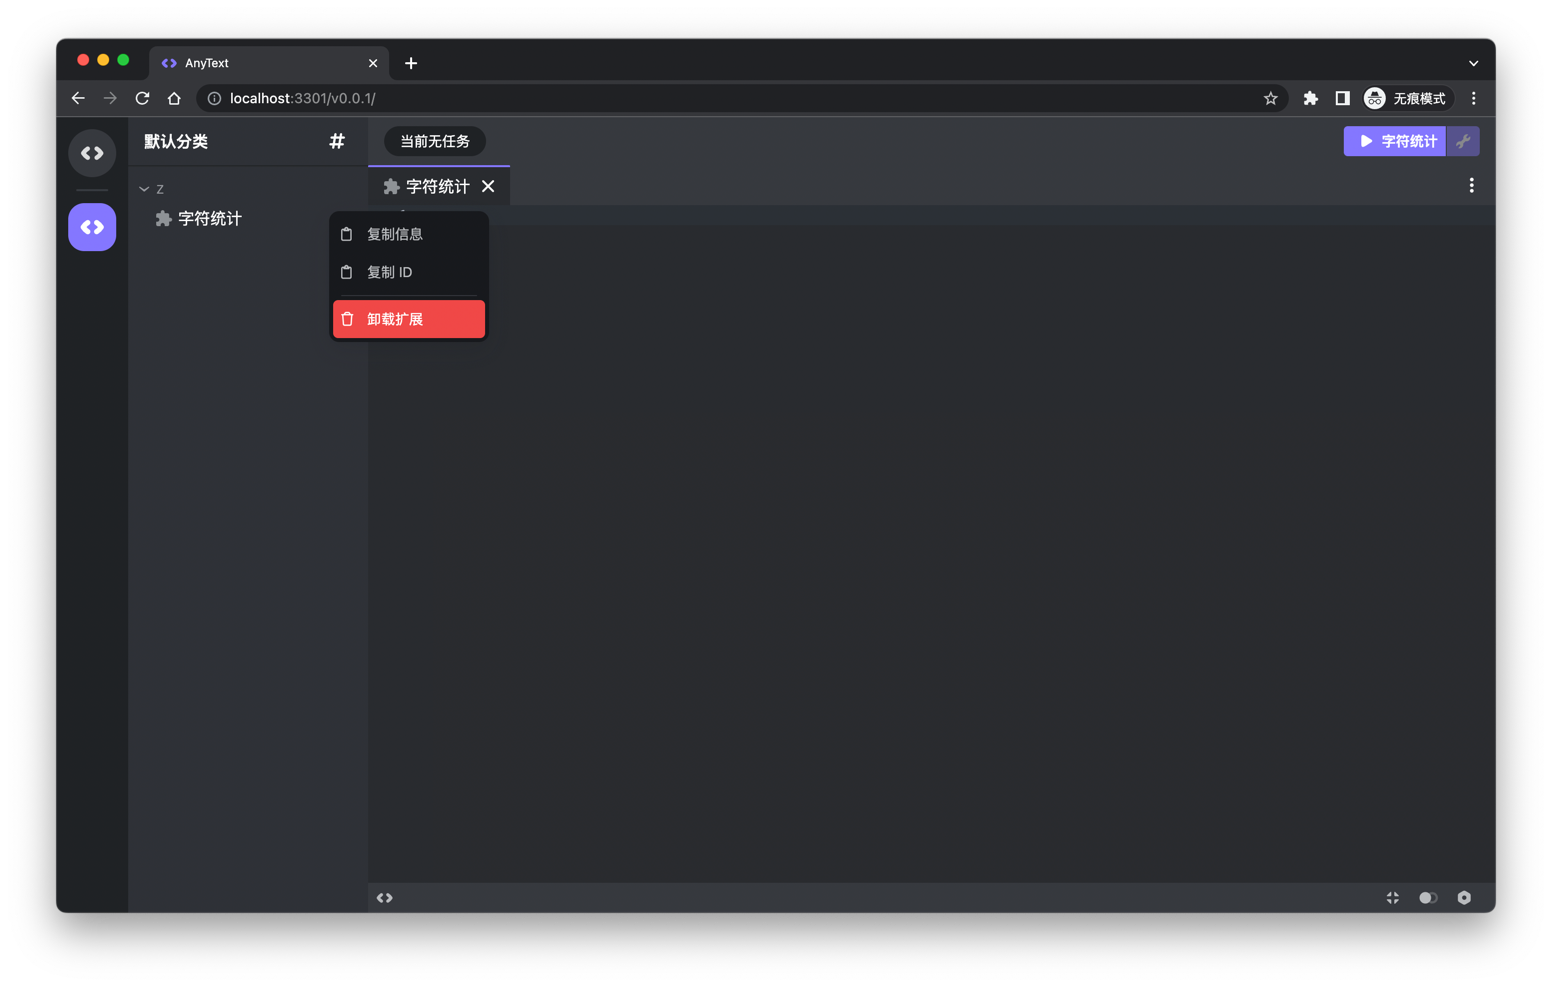 AnyText
localhost:3301/v0.0.1/
无痕模式
默认分类
#
当前无任务
字符统计
字符统计
Z
字符统计
复制信息
复制 ID
卸载扩展